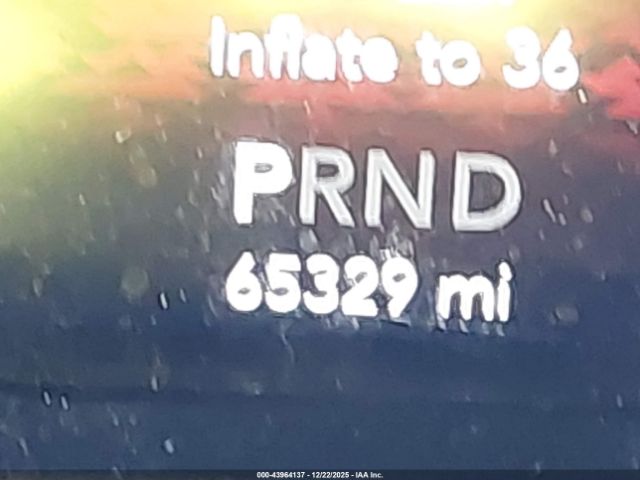 Inflate to 36
PRND
65329 mi
000-43964137 - 12/22/2025 - IAA Inc.